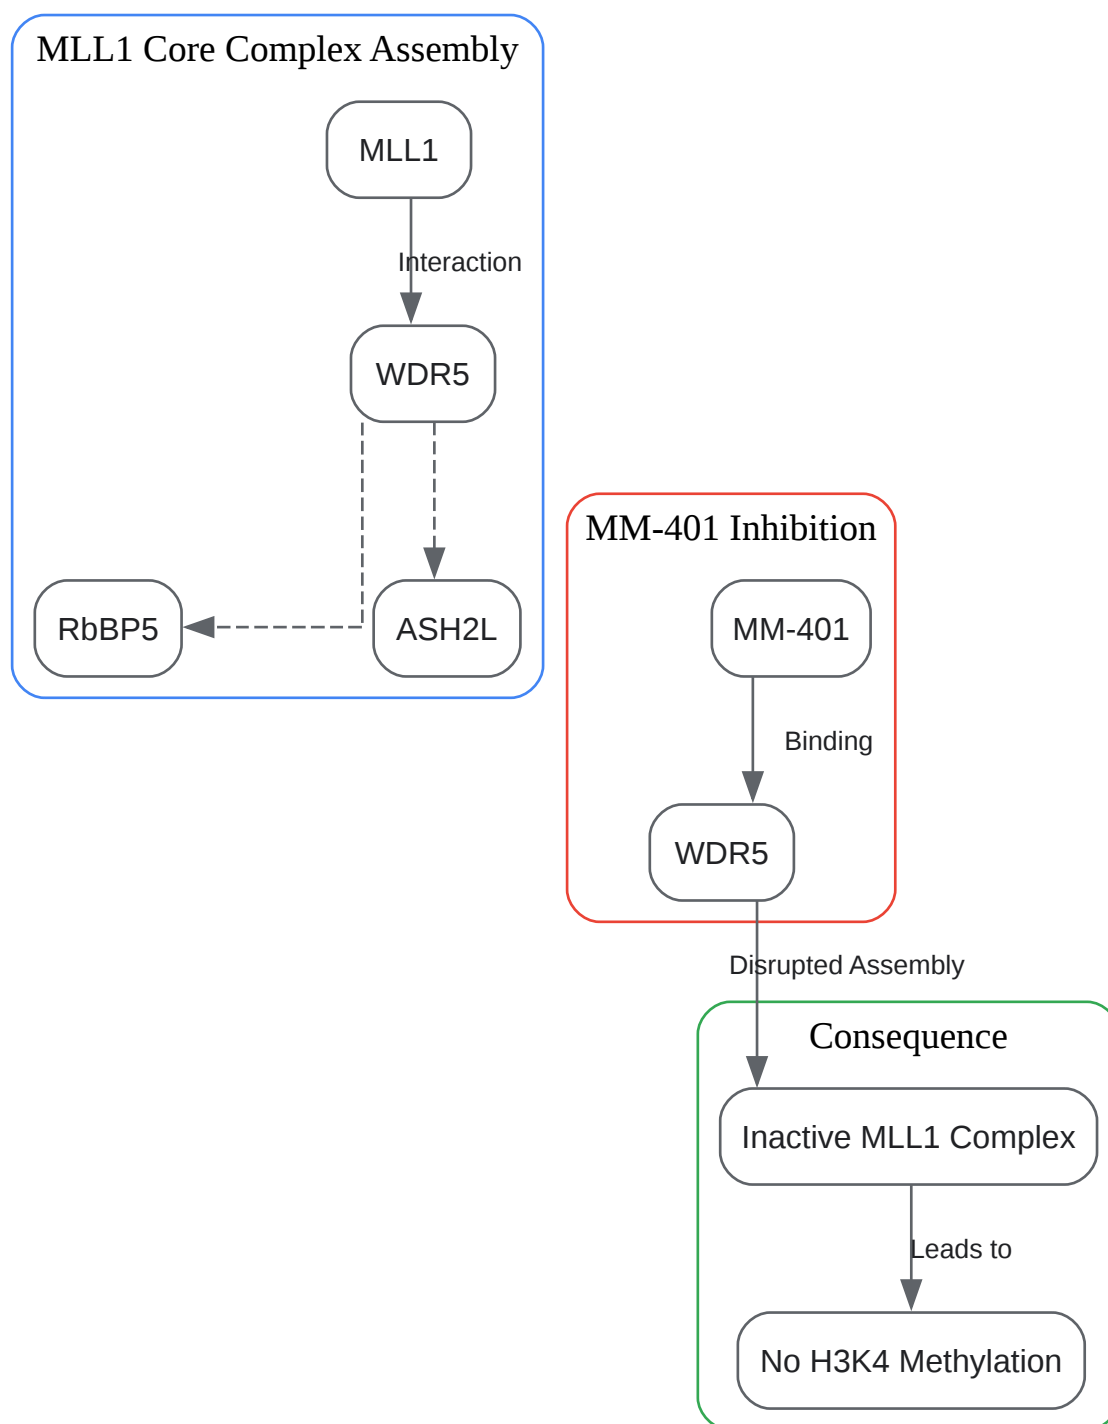 MLL1 Core Complex Assembly
MLL1
Interaction
WDR5
RbBP5
ASH2L
MM-401 Inhibition
MM-401
Binding
WDR5
Disrupted Assembly
Consequence
Inactive MLL1 Complex
Leads to
No H3K4 Methylation